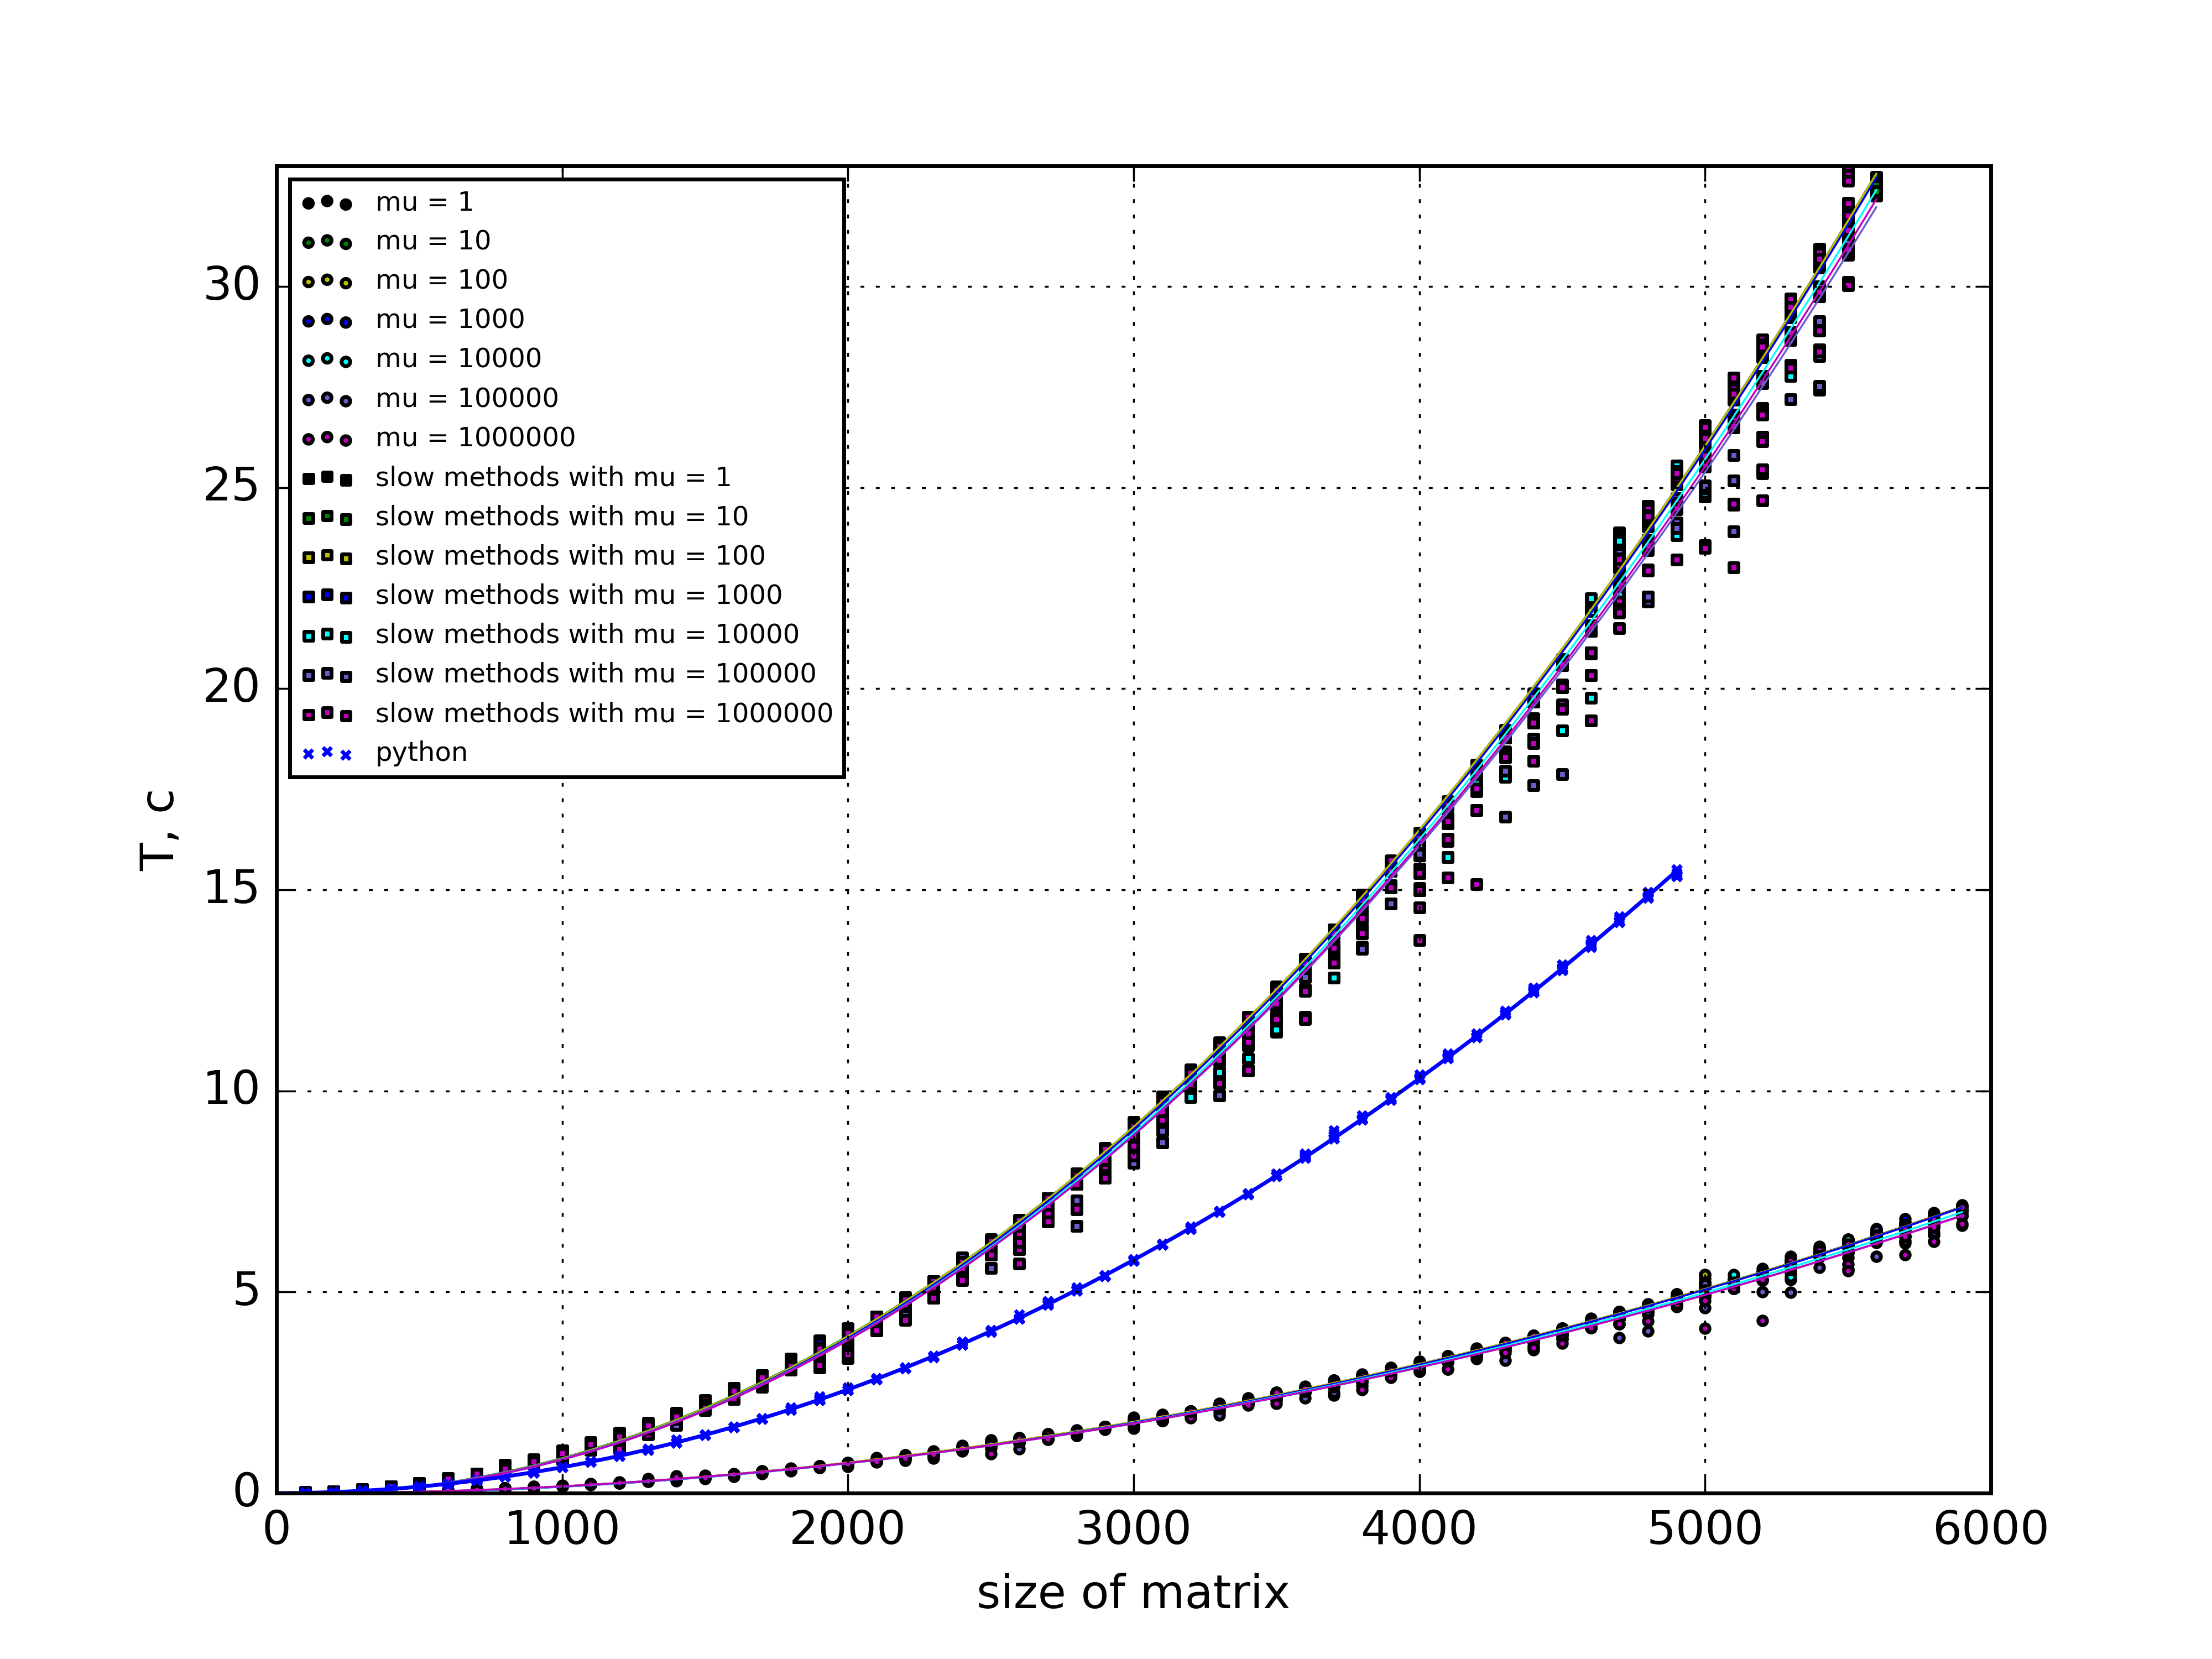 mu = 1
mu = 10
mu = 100
mu = 1000
mu = 10000
mu = 100000
mu = 1000000
slow methods with mu = 1
slow methods with mu = 10
slow methods with mu = 100
slow methods with mu = 1000
slow methods with mu = 10000
slow methods with mu = 100000
slow methods with mu = 1000000
python
30
25
20
15
10
5
0
T, c
0 1000 2000 3000 4000 5000 6000
size of matrix